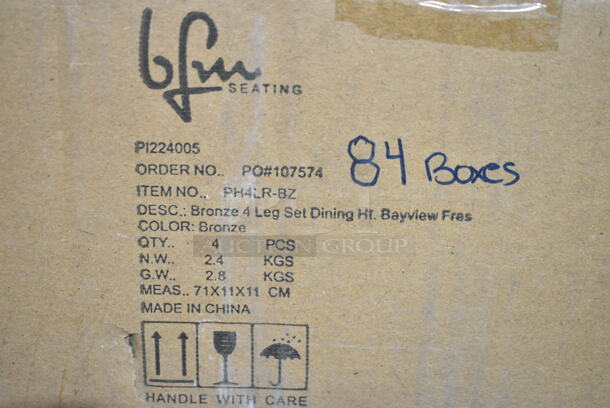 bfm
SEATING
PI224005
ORDER NO.. PO#107574
84 Boxes
ITEM NO.. PH4LR-BZ
DESC.: Bronze 4 Leg Set Dining Ht. Bayview Fres
COLOR: Bronze
AUCTION GROUP
QTY.. 4 PCS
N.W.. 2.4 KGS
G.W.. 2.8 KGS
MEAS.. 71X11X11 CM
MADE IN CHINA
HANDLE WITH CARE